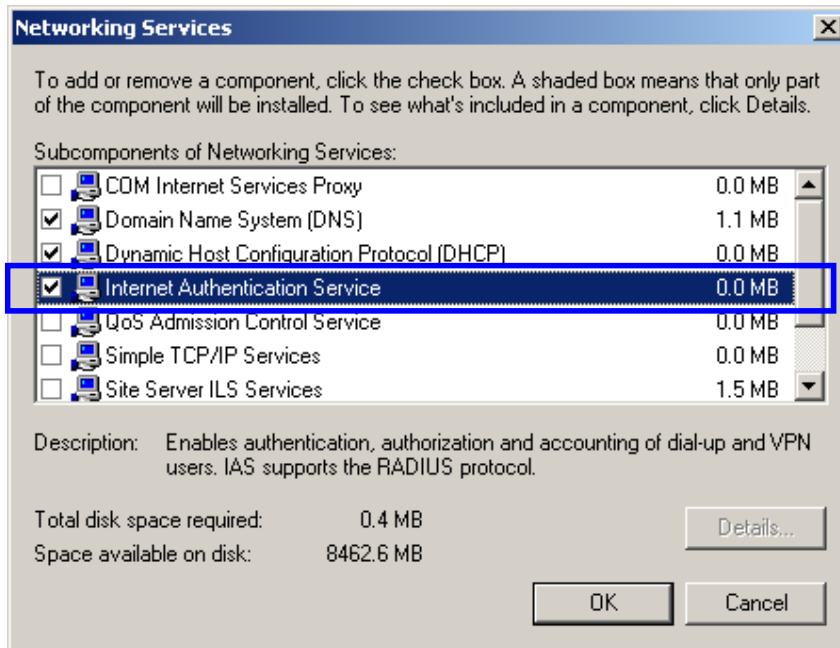 Networking Services
To add or remove a component, click the check box. A shaded box means that only part
of the component will be installed. To see what's included in a component, click Details.
Subcomponents of Networking Services:
COM Internet Services Proxy 0.0 MB
Domain Name System (DNS) 1.1 MB
Dynamic Host Configuration Protocol (DHCP) 0.0 MB
Internet Authentication Service 0.0 MB
QoS Admission Control Service 0.0 MB
Simple TCP/IP Services 0.0 MB
Site Server ILS Services 1.5 MB
Description: Enables authentication, authorization and accounting of dial-up and VPN
users. IAS supports the RADIUS protocol.
Total disk space required: 0.4 MB
Details...
Space available on disk: 8462.6 MB
OK Cancel